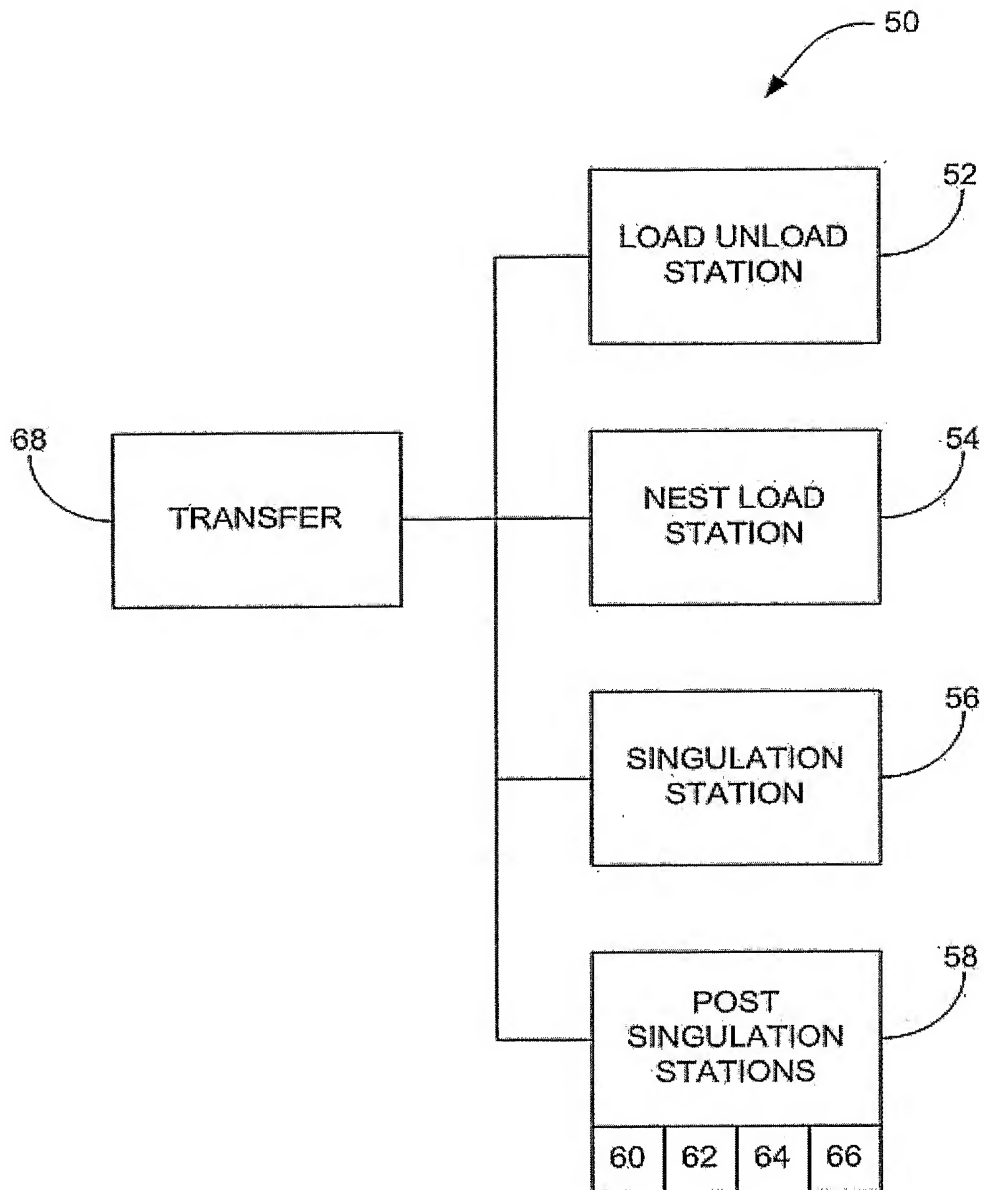 50
52
LOAD UNLOAD
STATION
68
TRANSFER
54
NEST LOAD
STATION
56
SINGULATION
STATION
58
POST
SINGULATION
STATIONS
60 62 64 66